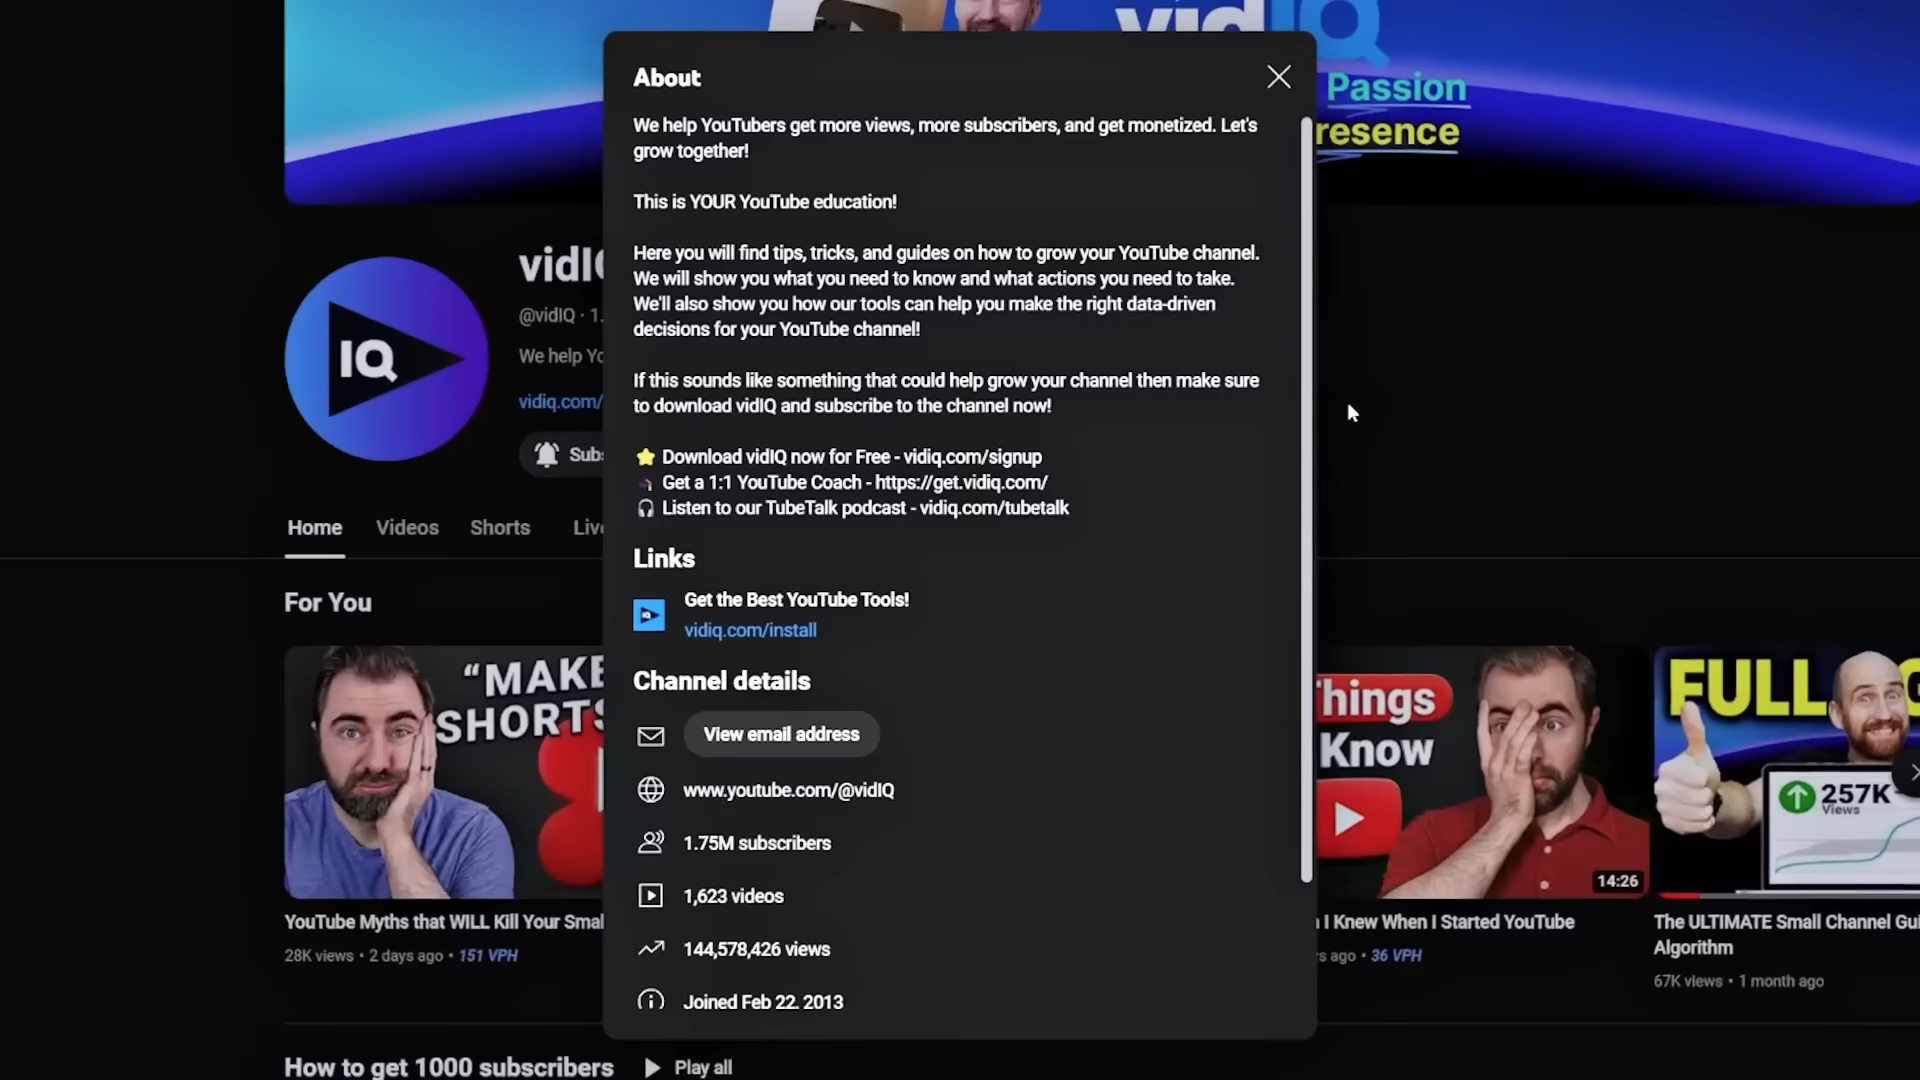 vidIQ
Passion
resence
About
We help YouTubers get more views, more subscribers, and get monetized. Let's
grow together!
This is YOUR YouTube education!
Here you will find tips, tricks, and guides on how to grow your YouTube channel.
We will show you what you need to know and what actions you need to take.
We'll also show you how our tools can help you make the right data-driven
decisions for your YouTube channel!
If this sounds like something that could help grow your channel then make sure
to download vidIQ and subscribe to the channel now!
⭐ Download vidIQ now for Free - vidiq.com/signup
Get a 1:1 YouTube Coach - https://get.vidiq.com/
🎧 Listen to our TubeTalk podcast - vidiq.com/tubetalk
Links
IQ
Get the Best YouTube Tools!
vidiq.com/install
Channel details
View email address
www.youtube.com/@vidIQ
1.75M subscribers
1,623 videos
144,578,426 views
Joined Feb 22, 2013
IQ
vidI
@vidIQ · 1.
We help Yo
vidiq.com/
Subs
Home
Videos
Shorts
Liv
For You
"MAKE
SHORTS
YouTube Myths that WILL Kill Your Smal
28K views • 2 days ago • 151 VPH
Things
Know
14:26
I Knew When I Started YouTube
s ago • 36 VPH
FULL G
257K
Views
The ULTIMATE Small Channel Gui
Algorithm
67K views • 1 month ago
How to get 1000 subscribers
Play all